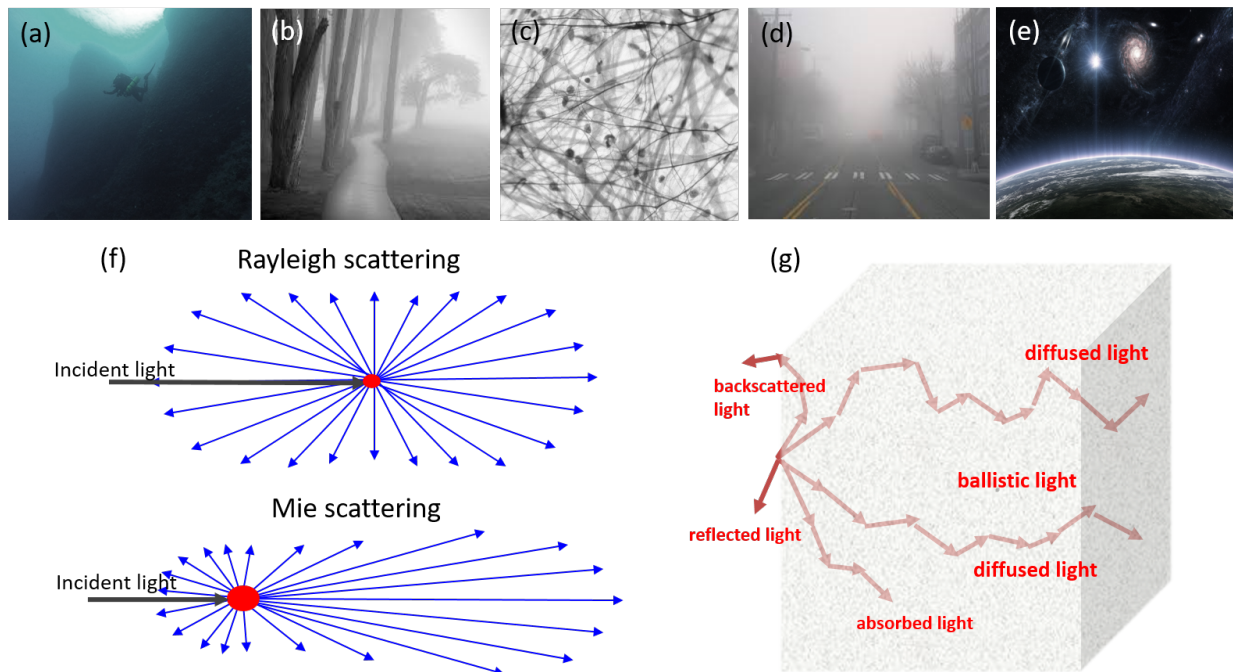 (a)
(b)
(c)
(d)
(e)
(f)
Rayleigh scattering
Incident light
Mie scattering
Incident light
(g)
diffused light
backscattered
light
ballistic light
reflected light
diffused light
absorbed light